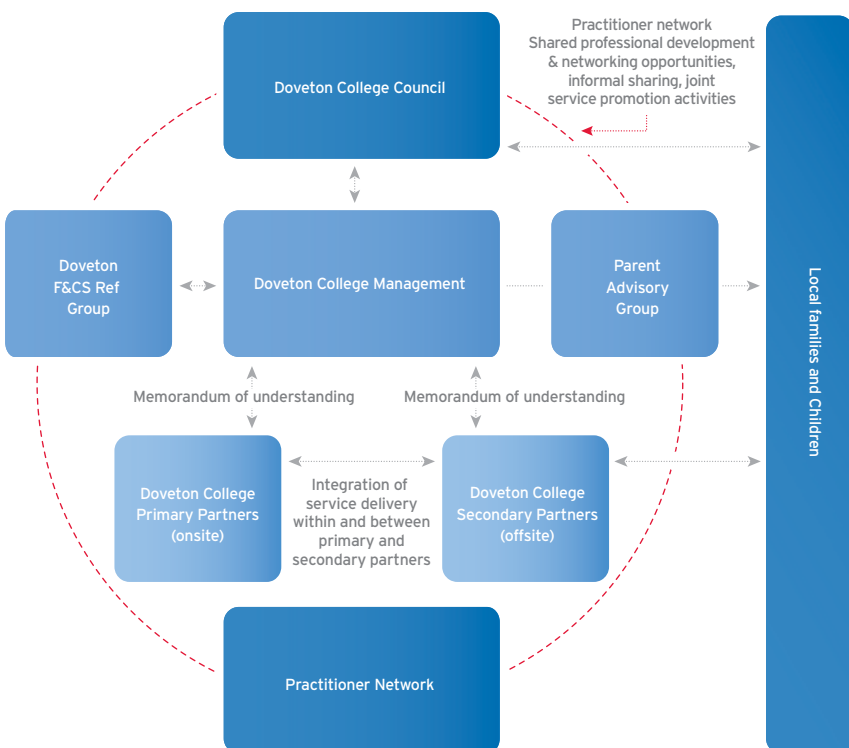 Practitioner network
Shared professional development
& networking opportunities,
informal sharing, joint
service promotion activities
Doveton College Council
Doveton
F&CS Ref
Group
Doveton College Management
Parent
Advisory
Group
Local families and Children
Memorandum of understanding
Memorandum of understanding
Doveton College
Primary Partners
(onsite)
Integration of
service delivery
within and between
primary and
secondary partners
Doveton College
Secondary Partners
(offsite)
Practitioner Network